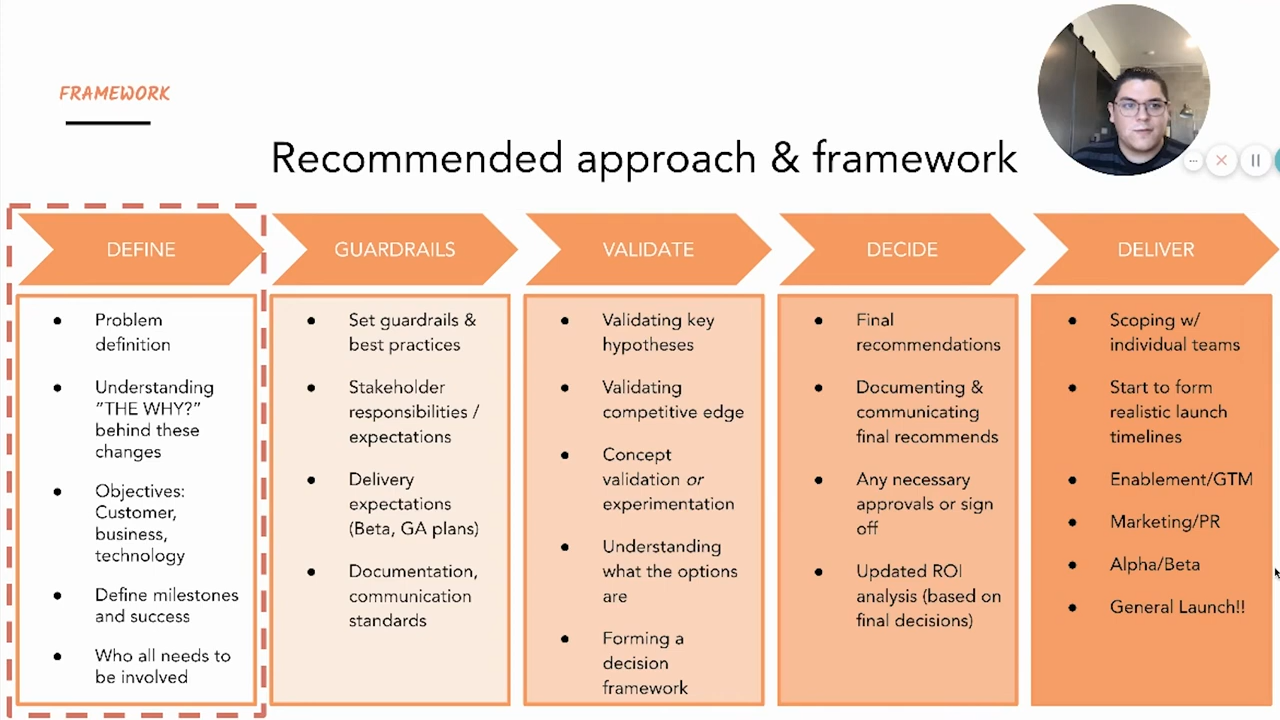 FRAMEWORK
Recommended approach & framework
DEFINE
GUARDRAILS
VALIDATE
DECIDE
DELIVER
Problem
definition
Understanding
"THE WHY?"
behind these
changes
Objectives:
Customer,
business,
technology
Define milestones
and success
Who all needs to
be involved
Set guardrails &
best practices
Stakeholder
responsibilities /
expectations
Delivery
expectations
(Beta, GA plans)
Documentation,
communication
standards
Validating key
hypotheses
Validating
competitive edge
Concept
validation or
experimentation
Understanding
what the options
are
Forming a
decision
framework
Final
recommendations
Documenting &
communicating
final recommends
Any necessary
approvals or sign
off
Updated ROI
analysis (based on
final decisions)
Scoping w/
individual teams
Start to form
realistic launch
timelines
Enablement/GTM
Marketing/PR
Alpha/Beta
General Launch!!